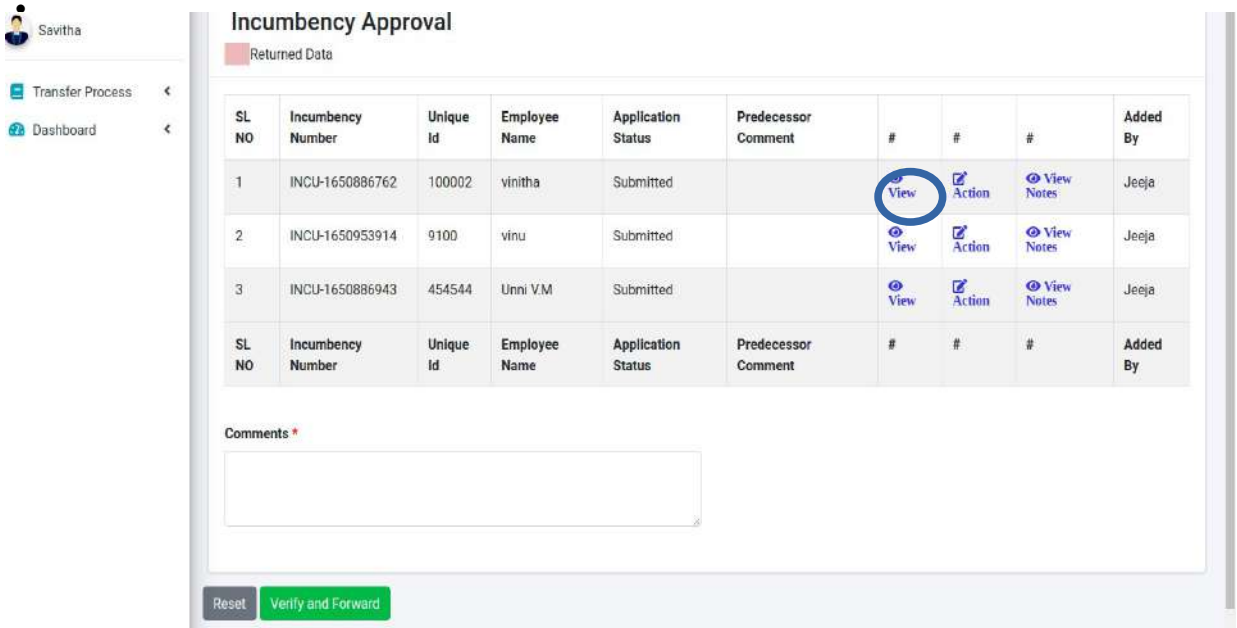 Savitha
Transfer Process
Dashboard
Incumbency Approval
Returned Data
SL NO Incumbency Number Unique Id Employee Name Application Status Predecessor Comment # # # Added By
1 INCU-1650886762 100002 vinitha Submitted View Action View Notes Jeeja
2 INCU-1650953914 9100 vinu Submitted View Action View Notes Jeeja
3 INCU-1650886943 454544 Unni V.M Submitted View Action View Notes Jeeja
SL NO Incumbency Number Unique Id Employee Name Application Status Predecessor Comment # # # Added By
Comments *
Reset Verify and Forward